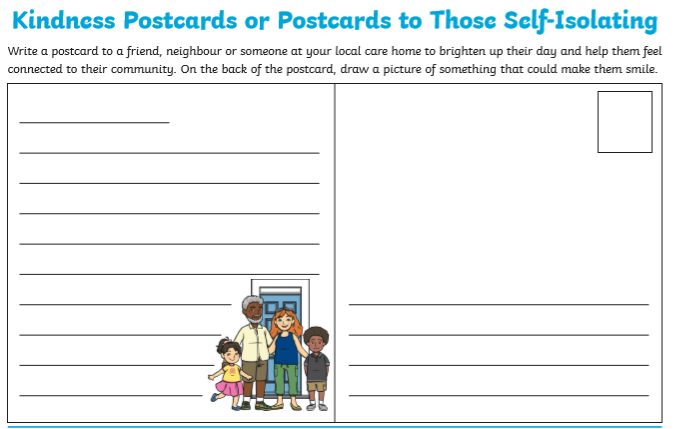 Kindness Postcards or Postcards to Those Self-Isolating
Write a postcard to a friend, neighbour or someone at your local care home to brighten up their day and help them feel
connected to their community. On the back of the postcard, draw a picture of something that could make them smile.